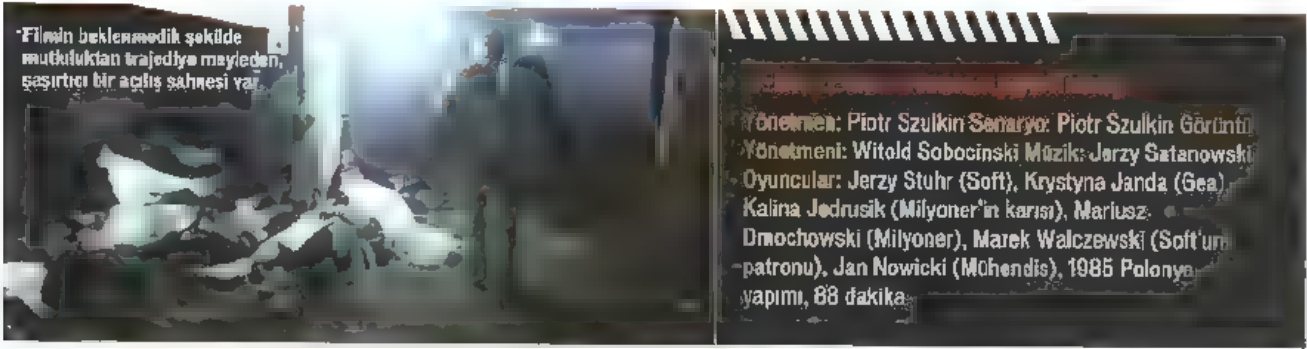 "Filmin beklenmedik şekilde
mutluluktan trajediye meyleden,
şaşırtıcı bir açılış sahnesi var
Yönetmen: Piotr Szulkin Senaryo: Piotr Szulkin Görüntü
Yönetmeni: Witold Sobocinski Müzik: Jerzy Satanowski
Oyuncular: Jerzy Stuhr (Soft), Krystyna Janda (Gea)
Kalina Jedrusik (Milyoner'in karısı), Mariusz
Dmochowski (Milyoner), Marek Walczewski (Soft'un
patronu), Jan Nowicki (Mühendis), 1985 Polonya
yapımı, 88 dakika